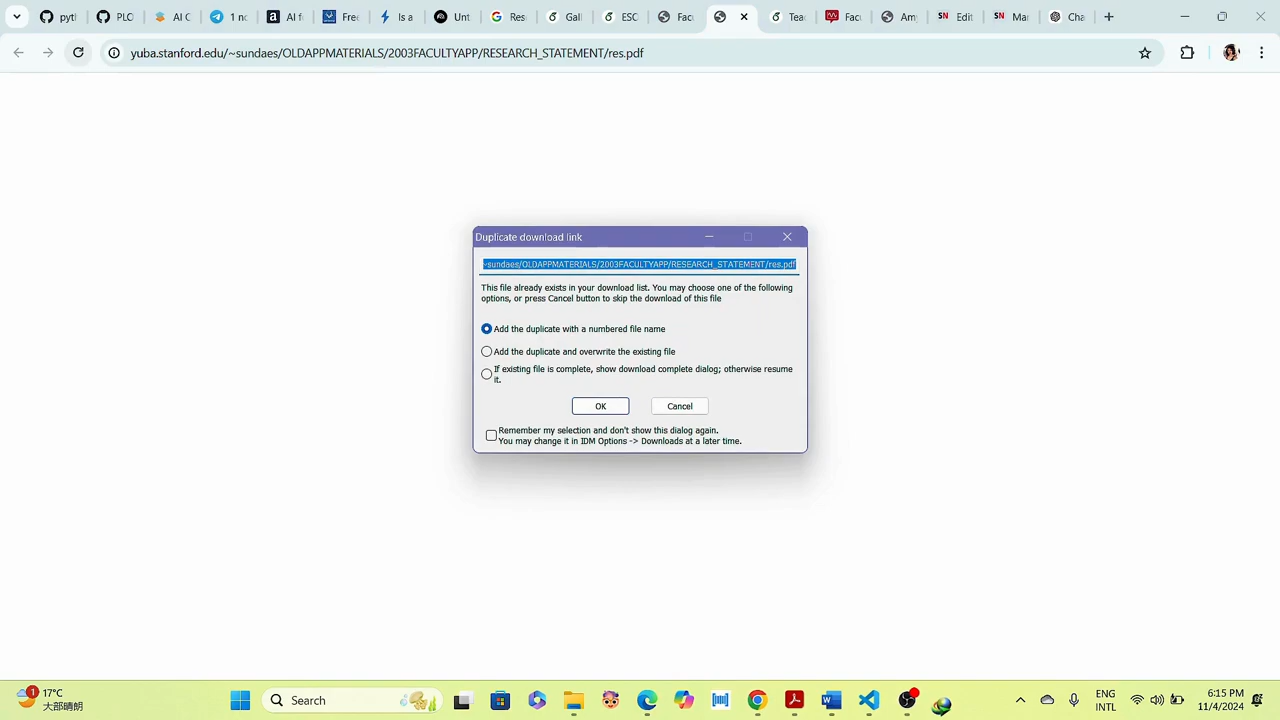 pyth
AI C
1 n
AI f
Free
Is a
Unt
Res
Gall
ESC
Fac
Tea
Fac
Am
Edi
Ma
Cha
yuba.stanford.edu/~sundaes/OLDAPPMATERIALS/2003FACULTYAPP/RESEARCH_STATEMENT/res.pdf
Duplicate download link
~sundaes/OLDAPPMATERIALS/2003FACULTYAPP/RESEARCH_STATEMENT/res.pdf
This file already exists in your download list. You may choose one of the following
options, or press Cancel button to skip the download of this file
Add the duplicate with a numbered file name
Add the duplicate and overwrite the existing file
If existing file is complete, show download complete dialog; otherwise resume
it.
OK
Cancel
Remember my selection and don't show this dialog again.
You may change it in IDM Options -> Downloads at a later time.
1
17°C
大部晴朗
Search
ENG
INTL
6:15 PM
11/4/2024